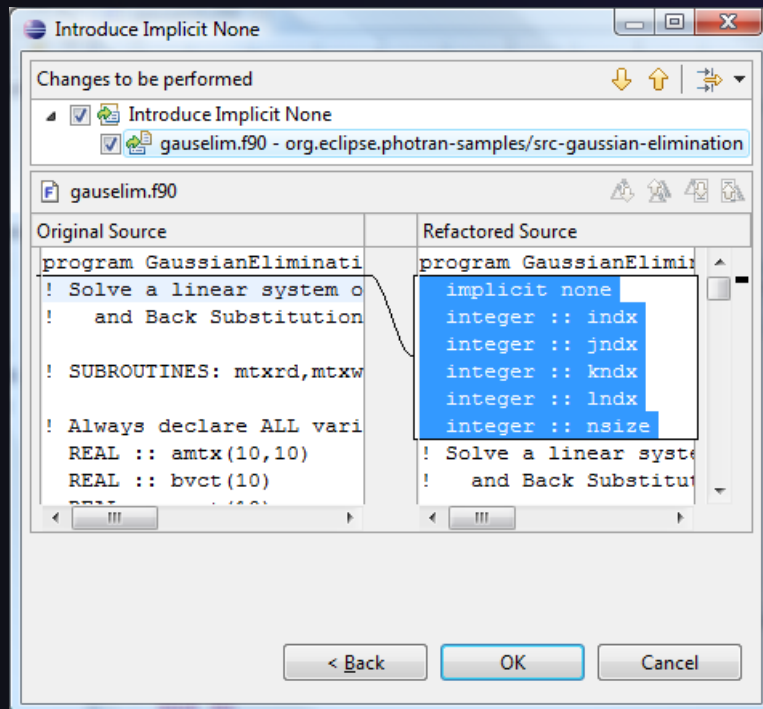 Introduce Implicit None
Changes to be performed
Introduce Implicit None
gauselim.f90 - org.eclipse.photran-samples/src-gaussian-elimination
gauselim.f90
Original Source
program GaussianEliminati
! Solve a linear system o
!   and Back Substitution
! SUBROUTINES: mtxrd,mtxw
! Always declare ALL vari
REAL :: amtx(10,10)
REAL :: bvct(10)
Refactored Source
program GaussianElimin
implicit none
integer :: indx
integer :: jndx
integer :: kndx
integer :: lndx
integer :: nsize
! Solve a linear syste
!   and Back Substitut
< Back
OK
Cancel